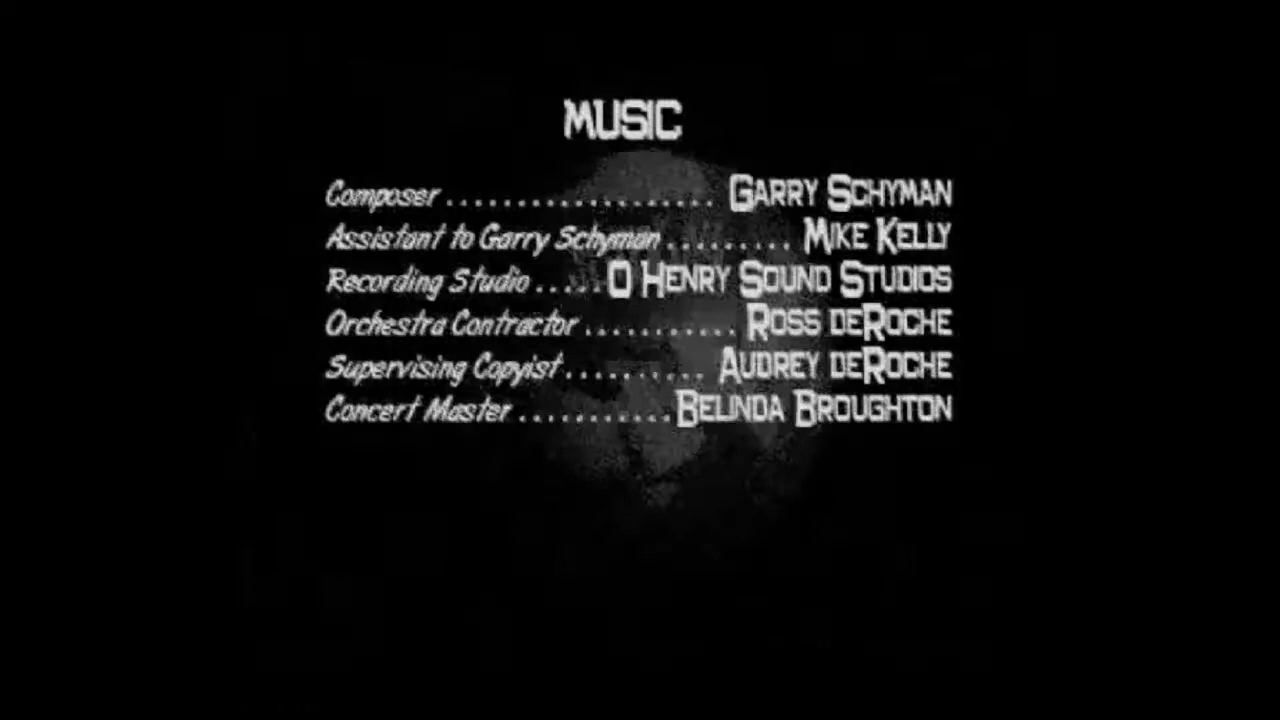 MUSIC
Composer ................... GARRY SCHYMAN
Assistant to Garry Schyman ......... MIKE KELLY
Recording Studio ..... O HENRY SOUND STUDIOS
Orchestra Contractor ........... ROSS DEROCHE
Supervising Copyist .......... AUDREY DEROCHE
Concert Master ........... BELINDA BROUGHTON